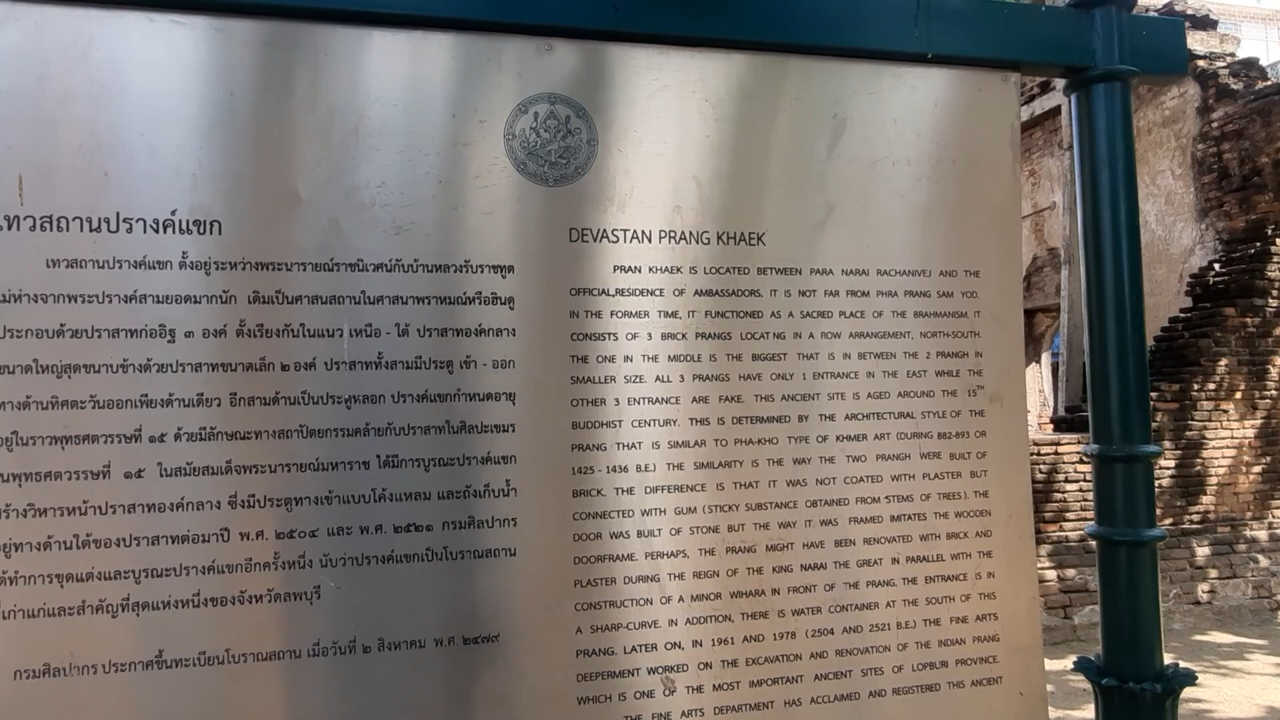 เทวสถานปรางค์แขก
เทวสถานปรางค์แขก ตั้งอยู่ระหว่างพระนารายณ์ราชนิเวศน์กับบ้านหลวงรับราชทูต
ไม่ห่างจากพระปรางค์สามยอดมากนัก เดิมเป็นศาสนสถานในศาสนาพราหมณ์หรือฮินดู
ประกอบด้วยปราสาทก่ออิฐ ๓ องค์ ตั้งเรียงกันในแนว เหนือ - ใต้ ปราสาทองค์กลาง
ขนาดใหญ่สุดขนาบข้างด้วยปราสาทขนาดเล็ก ๒ องค์ ปราสาททั้งสามมีประตู เข้า - ออก
ทางด้านทิศตะวันออกเพียงด้านเดียว อีกสามด้านเป็นประตูหลอก ปรางค์แขกกำหนดอายุ
อยู่ในราวพุทธศตวรรษที่ ๑๕ ด้วยมีลักษณะทางสถาปัตยกรรมคล้ายกับปราสาทในศิลปะเขมร
ในพุทธศตวรรษที่ ๑๕ ในสมัยสมเด็จพระนารายณ์มหาราช ได้มีการบูรณะปรางค์แขก
สร้างวิหารหน้าปราสาทองค์กลาง ซึ่งมีประตูทางเข้าแบบโค้งแหลม และถังเก็บน้ำ
อยู่ทางด้านใต้ของปราสาทต่อมาปี พ.ศ. ๒๕๐๔ และ พ.ศ. ๒๕๒๑ กรมศิลปากร
ได้ทำการขุดแต่งและบูรณะปรางค์แขกอีกครั้งหนึ่ง นับว่าปรางค์แขกเป็นโบราณสถาน
ที่เก่าแก่และสำคัญที่สุดแห่งหนึ่งของจังหวัดลพบุรี
กรมศิลปากร ประกาศขึ้นทะเบียนโบราณสถาน เมื่อวันที่ ๒ สิงหาคม พ.ศ. ๒๔๗๙
DEVASTAN PRANG KHAEK
PRAN KHAEK IS LOCATED BETWEEN PARA NARAI RACHANIVEJ AND THE
OFFICIAL,RESIDENCE OF AMBASSADORS. IT IS NOT FAR FROM PHRA PRANG SAM YOD.
IN THE FORMER TIME, IT FUNCTIONED AS A SACRED PLACE OF THE BRAHMANISM. IT
CONSISTS OF 3 BRICK PRANGS LOCATNG IN A ROW ARRANGEMENT, NORTH-SOUTH.
THE ONE IN THE MIDDLE IS THE BIGGEST THAT IS IN BETWEEN THE 2 PRANGH IN
SMALLER SIZE. ALL 3 PRANGS HAVE ONLY 1 ENTRANCE IN THE EAST WHILE THE
OTHER 3 ENTRANCE ARE FAKE. THIS ANCIENT SITE IS AGED AROUND THE 15TH
BUDDHIST CENTURY. THIS IS DETERMINED BY THE ARCHITECTURAL STYLE OF THE
PRANG THAT IS SIMILAR TO PHA-KHO TYPE OF KHMER ART (DURING 882-893 OR
1425 - 1436 B.E.) THE SIMILARITY IS THE WAY THE TWO PRANGH WERE BUILT OF
BRICK. THE DIFFERENCE IS THAT IT WAS NOT COATED WITH PLASTER BUT
CONNECTED WITH GUM (STICKY SUBSTANCE OBTAINED FROM STEMS OF TREES). THE
DOOR WAS BUILT OF STONE BUT THE WAY IT WAS FRAMED IMITATES THE WOODEN
DOORFRAME. PERHAPS, THE PRANG MIGHT HAVE BEEN RENOVATED WITH BRICK AND
PLASTER DURING THE REIGN OF THE KING NARAI THE GREAT IN PARALLEL WITH THE
CONSTRUCTION OF A MINOR WIHARA IN FRONT OF THE PRANG. THE ENTRANCE IS IN
A SHARP-CURVE. IN ADDITION, THERE IS WATER CONTAINER AT THE SOUTH OF THIS
PRANG. LATER ON, IN 1961 AND 1978 (2504 AND 2521 B.E.) THE FINE ARTS
DEEPERMENT WORKED ON THE EXCAVATION AND RENOVATION OF THE INDIAN PRANG
WHICH IS ONE OF THE MOST IMPORTANT ANCIENT SITES OF LOPBURI PROVINCE.
THE FINE ARTS DEPARTMENT HAS ACCLAIMED AND REGISTERED THIS ANCIENT